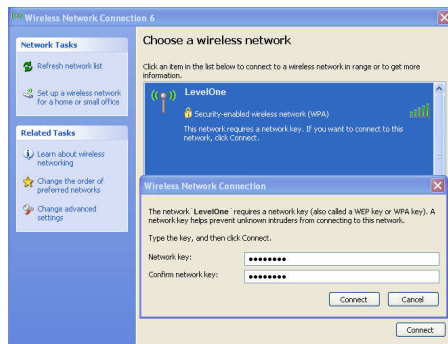 Wireless Network Connection 6
Network Tasks
Refresh network list
Set up a wireless network
for a home or small office
Related Tasks
Learn about wireless
networking
Change the order of
preferred networks
Change advanced
settings
Choose a wireless network
Click an item in the list below to connect to a wireless network in range or to get more
information.
LevelOne
Security-enabled wireless network (WPA)
This network requires a network key. If you want to connect to this
network, click Connect.
Wireless Network Connection
The network 'LevelOne' requires a network key (also called a WEP key or WPA key). A
network key helps prevent unknown intruders from connecting to this network.
Type the key, and then click Connect.
Network key: ••••••••
Confirm network key: ••••••••
Connect Cancel
Connect